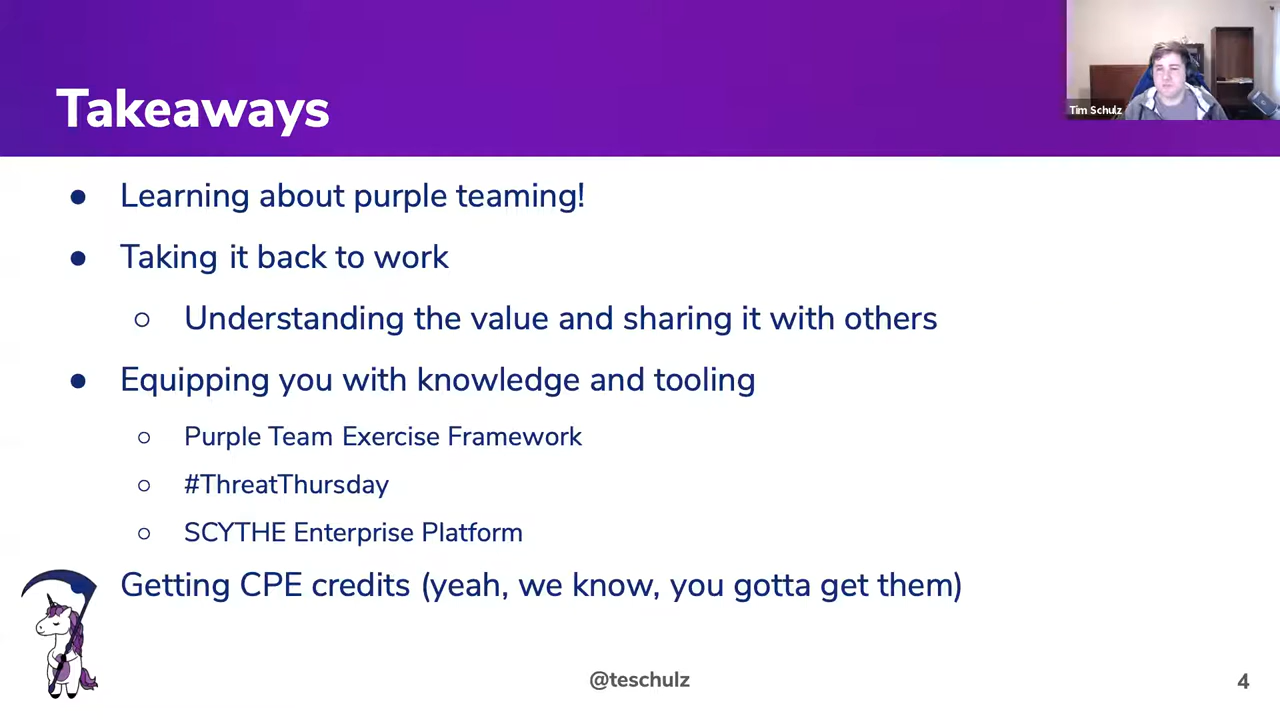 Takeaways
Tim Schulz
● Learning about purple teaming!
● Taking it back to work
○ Understanding the value and sharing it with others
● Equipping you with knowledge and tooling
○ Purple Team Exercise Framework
○ #ThreatThursday
○ SCYTHE Enterprise Platform
Getting CPE credits (yeah, we know, you gotta get them)
@teschulz
4